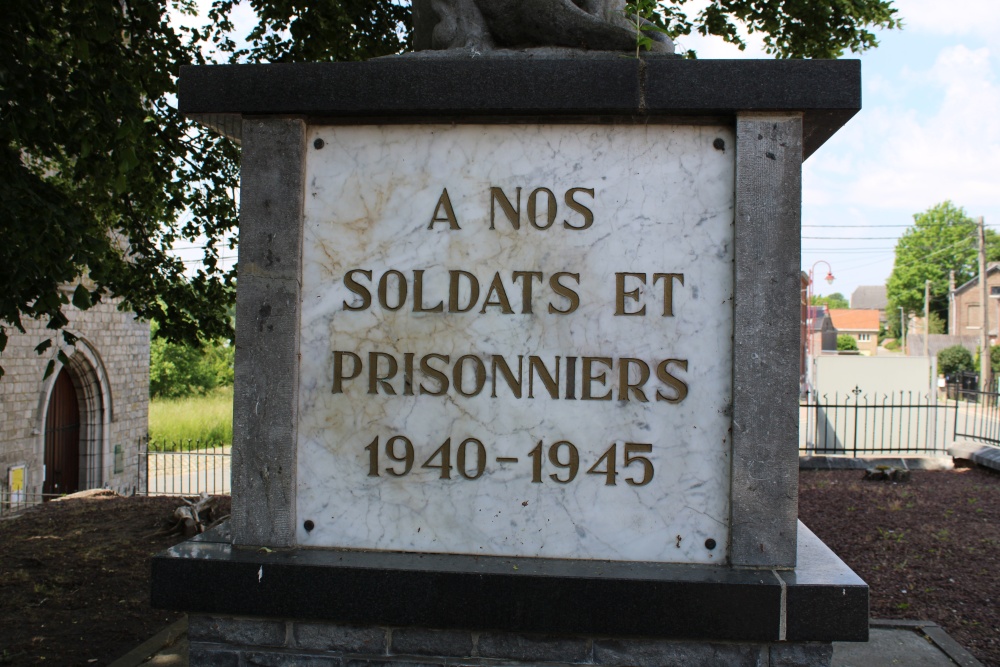 A NOS
SOLDATS ET
PRISONNIERS
1940-1945